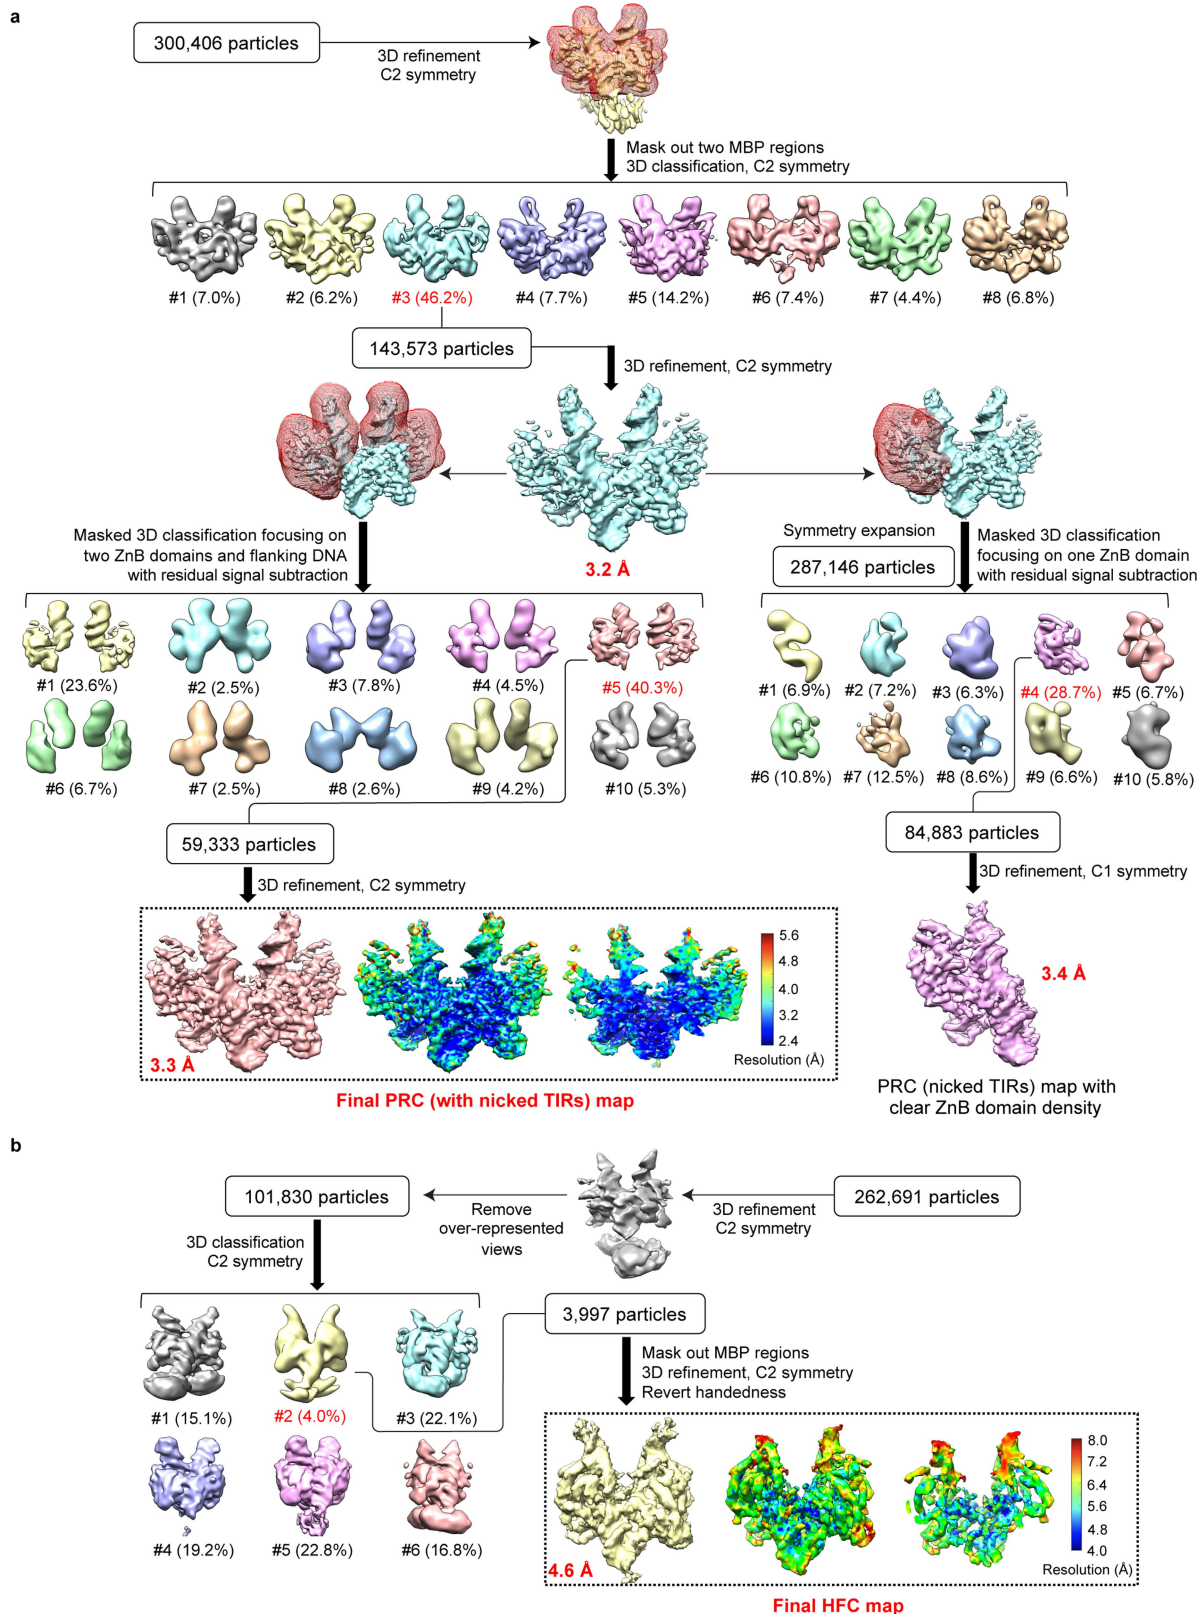 a
300,406 particles
3D refinement
C2 symmetry
Mask out two MBP regions
3D classification, C2 symmetry
#1 (7.0%)
#2 (6.2%)
#3 (46.2%)
#4 (7.7%)
#5 (14.2%)
#6 (7.4%)
#7 (4.4%)
#8 (6.8%)
143,573 particles
3D refinement, C2 symmetry
3.2 Å
Masked 3D classification focusing on
two ZnB domains and flanking DNA
with residual signal subtraction
Symmetry expansion
287,146 particles
Masked 3D classification
focusing on one ZnB domain
with residual signal subtraction
#1 (23.6%)
#2 (2.5%)
#3 (7.8%)
#4 (4.5%)
#5 (40.3%)
#6 (6.7%)
#7 (2.5%)
#8 (2.6%)
#9 (4.2%)
#10 (5.3%)
#1 (6.9%)
#2 (7.2%)
#3 (6.3%)
#4 (28.7%)
#5 (6.7%)
#6 (10.8%)
#7 (12.5%)
#8 (8.6%)
#9 (6.6%)
#10 (5.8%)
59,333 particles
3D refinement, C2 symmetry
84,883 particles
3D refinement, C1 symmetry
3.3 Å
5.6
4.8
4.0
3.2
2.4
Resolution (Å)
Final PRC (with nicked TIRs) map
3.4 Å
PRC (nicked TIRs) map with
clear ZnB domain density
b
101,830 particles
Remove
over-represented
views
3D refinement
C2 symmetry
262,691 particles
3D classification
C2 symmetry
#1 (15.1%)
#2 (4.0%)
#3 (22.1%)
#4 (19.2%)
#5 (22.8%)
#6 (16.8%)
3,997 particles
Mask out MBP regions
3D refinement, C2 symmetry
Revert handedness
4.6 Å
8.0
7.2
6.4
5.6
4.8
4.0
Resolution (Å)
Final HFC map